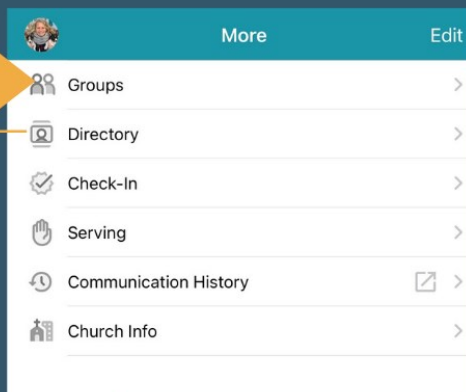 More
Edit
Groups
Directory
Check-In
Serving
Communication History
Church Info